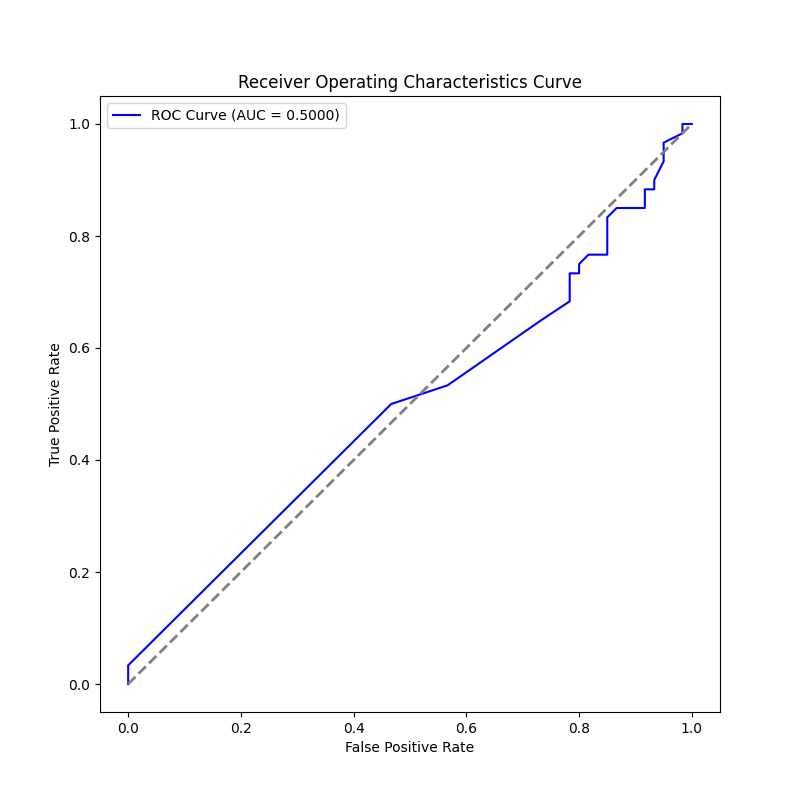 Receiver Operating Characteristics Curve
ROC Curve (AUC = 0.5000)
1.0
0.8
0.6
0.4
0.2
0.0
True Positive Rate
0.0 0.2 0.4 0.6 0.8 1.0
False Positive Rate